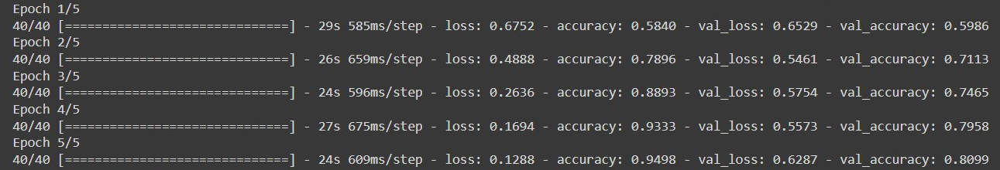 Epoch 1/5
40/40 [==============================] - 29s 585ms/step - loss: 0.6752 - accuracy: 0.5840 - val_loss: 0.6529 - val_accuracy: 0.5986
Epoch 2/5
40/40 [==============================] - 26s 659ms/step - loss: 0.4888 - accuracy: 0.7896 - val_loss: 0.5461 - val_accuracy: 0.7113
Epoch 3/5
40/40 [==============================] - 24s 596ms/step - loss: 0.2636 - accuracy: 0.8893 - val_loss: 0.5754 - val_accuracy: 0.7465
Epoch 4/5
40/40 [==============================] - 27s 675ms/step - loss: 0.1694 - accuracy: 0.9333 - val_loss: 0.5573 - val_accuracy: 0.7958
Epoch 5/5
40/40 [==============================] - 24s 609ms/step - loss: 0.1288 - accuracy: 0.9498 - val_loss: 0.6287 - val_accuracy: 0.8099